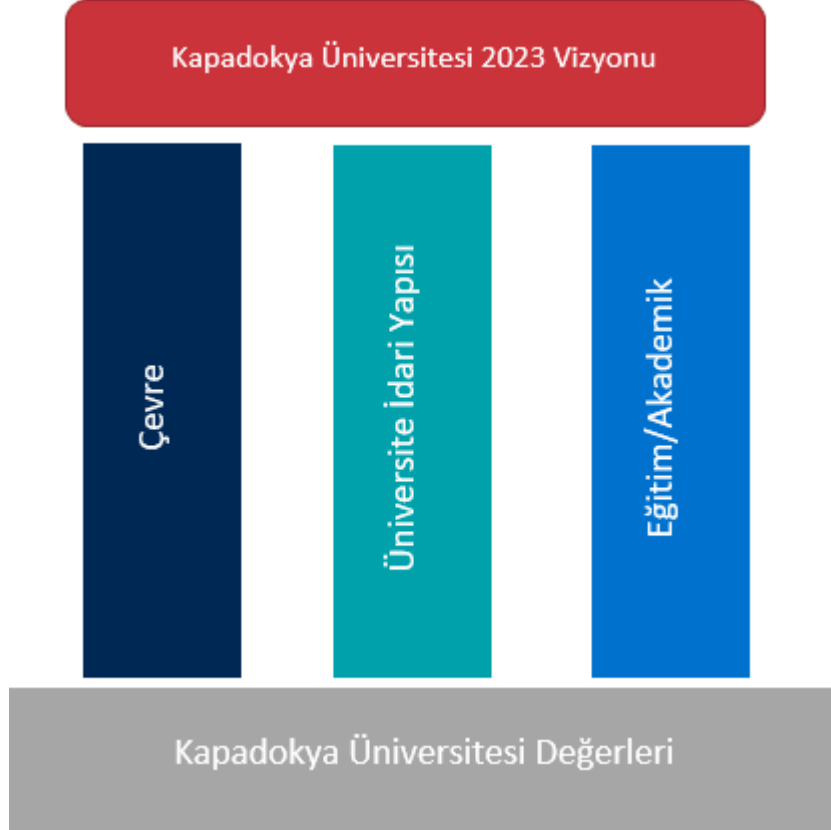 Kapadokya Üniversitesi 2023 Vizyonu
Çevre
Üniversite İdari Yapısı
Eğitim/Akademik
Kapadokya Üniversitesi Değerleri